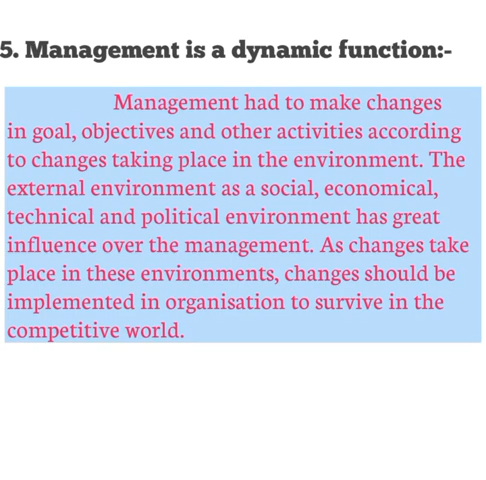 5. Management is a dynamic function:-
Management had to make changes
in goal, objectives and other activities according
to changes taking place in the environment. The
external environment as a social, economical,
technical and political environment has great
influence over the management. As changes take
place in these environments, changes should be
implemented in organisation to survive in the
competitive world.